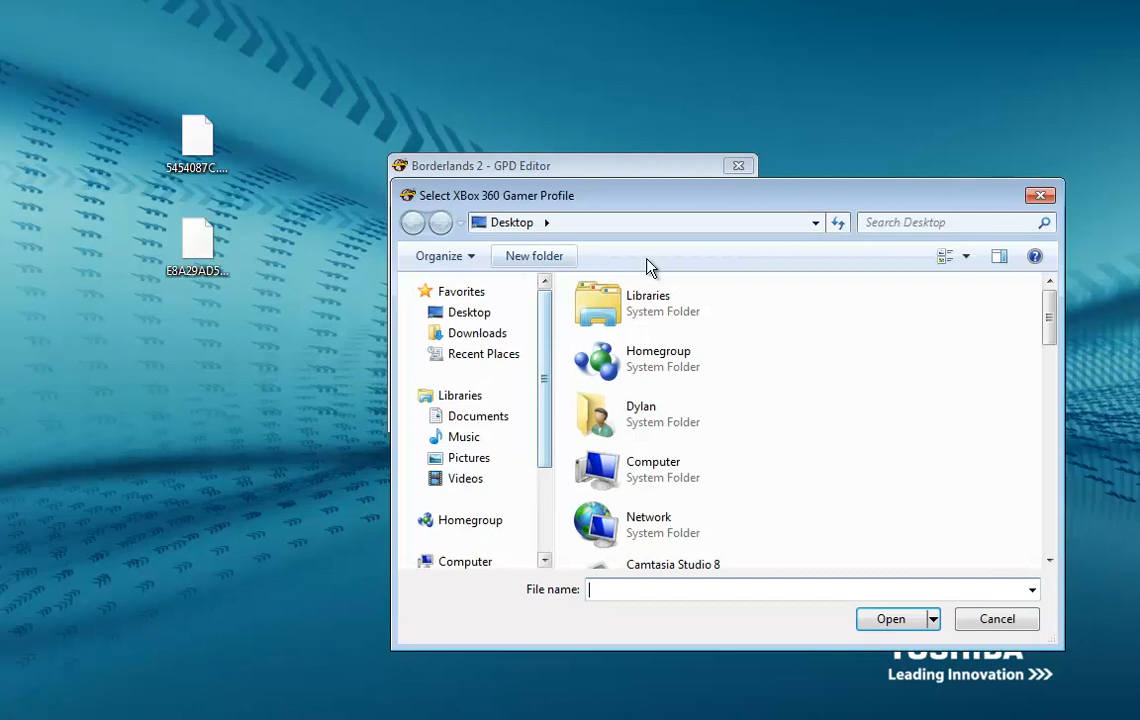 5454087C....
E8A29AD5...
Borderlands 2 - GPD Editor
Select XBox 360 Gamer Profile
Desktop
Search Desktop
Organize
New folder
Favorites
Desktop
Downloads
Recent Places
Libraries
Documents
Music
Pictures
Videos
Homegroup
Computer
Libraries
System Folder
Homegroup
System Folder
Dylan
System Folder
Computer
System Folder
Network
System Folder
Camtasia Studio 8
File name:
Open
Cancel
TOSHIBA
Leading Innovation >>>